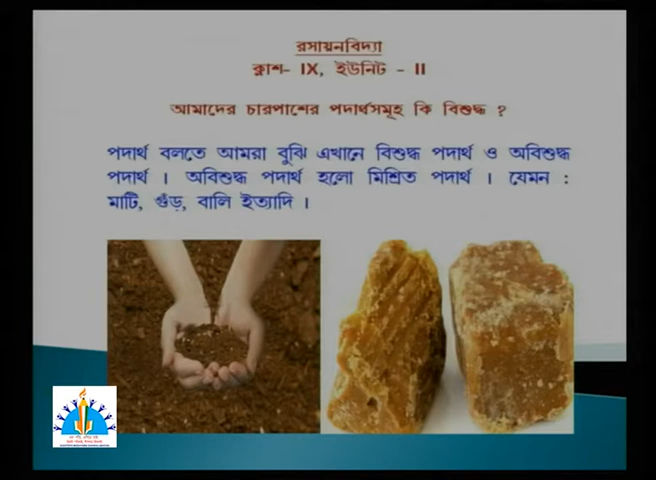 রসায়নবিদ্যা
ক্লাশ- IX, ইউনিট - II
আমাদের চারপাশের পদার্থসমূহ কি বিশুদ্ধ ?
পদার্থ বলতে আমরা বুঝি এখানে বিশুদ্ধ পদার্থ ও অবিশুদ্ধ
পদার্থ । অবিশুদ্ধ পদার্থ হলো মিশ্রিত পদার্থ । যেমন :
মাটি, গুঁড়, বালি ইত্যাদি ।